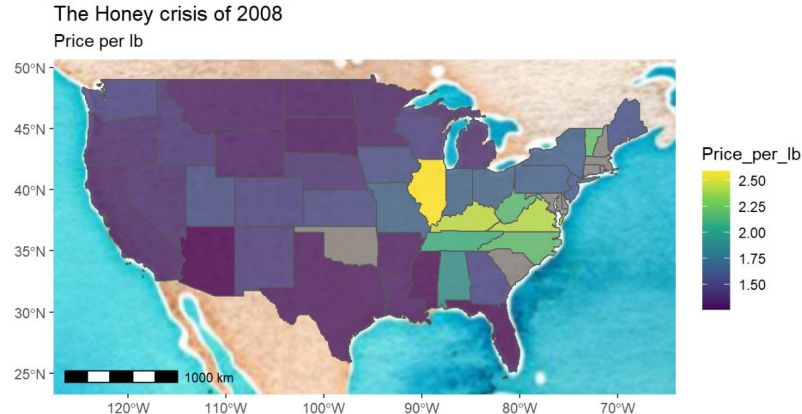 The Honey crisis of 2008
Price per lb
50°N
45°N
40°N
35°N
30°N
25°N
120°W
110°W
100°W
90°W
80°W
70°W
1000 km
Price_per_lb
2.50
2.25
2.00
1.75
1.50